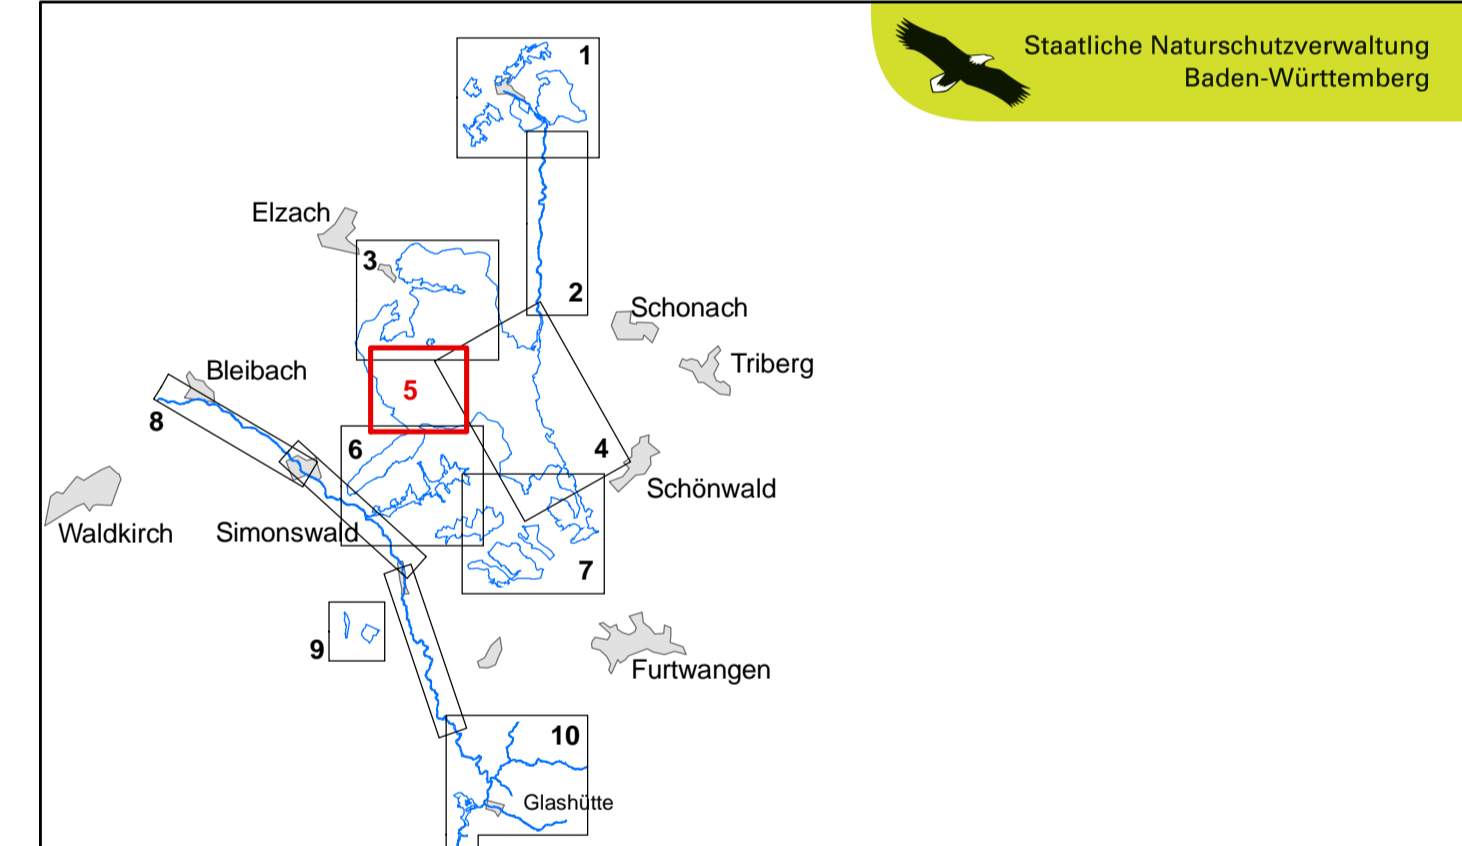 Staatliche Naturschutzverwaltung
Baden-Württemberg
1
Elzach
3
2
Schonach
Triberg
Bleibach
5
8
6
4
Schönwald
Waldkirch
Simonswald
7
9
Furtwangen
10
Glashütte